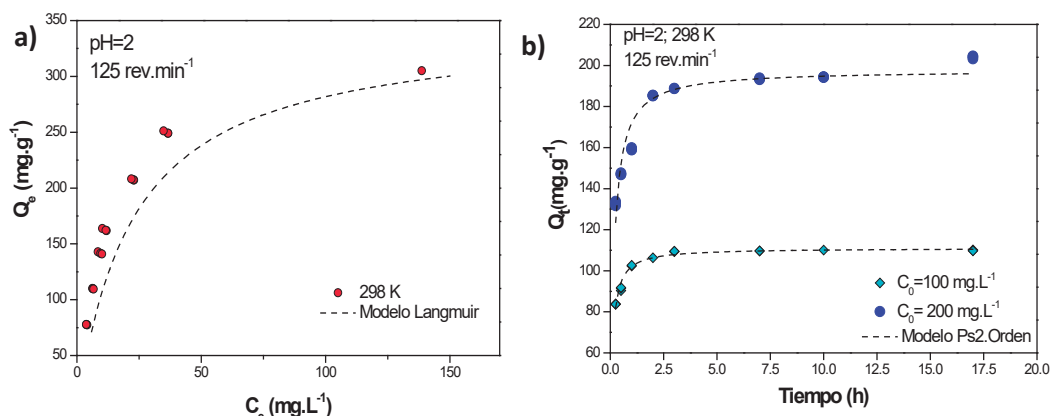 a)
pH=2
125 rev.min⁻¹
350
300
250
200
150
100
50
Qe (mg.g⁻¹)
298 K
Modelo Langmuir
0
50
100
150
(mg.L⁻¹)
b)
pH=2; 298 K
125 rev.min⁻¹
220
200
180
160
140
120
100
80
60
Qt(mg.g⁻¹)
C₀=100 mg.L⁻¹
C₀= 200 mg.L⁻¹
Modelo Ps2.Orden
0.0
2.5
5.0
7.5
10.0
12.5
15.0
17.5
20.0
Tiempo (h)